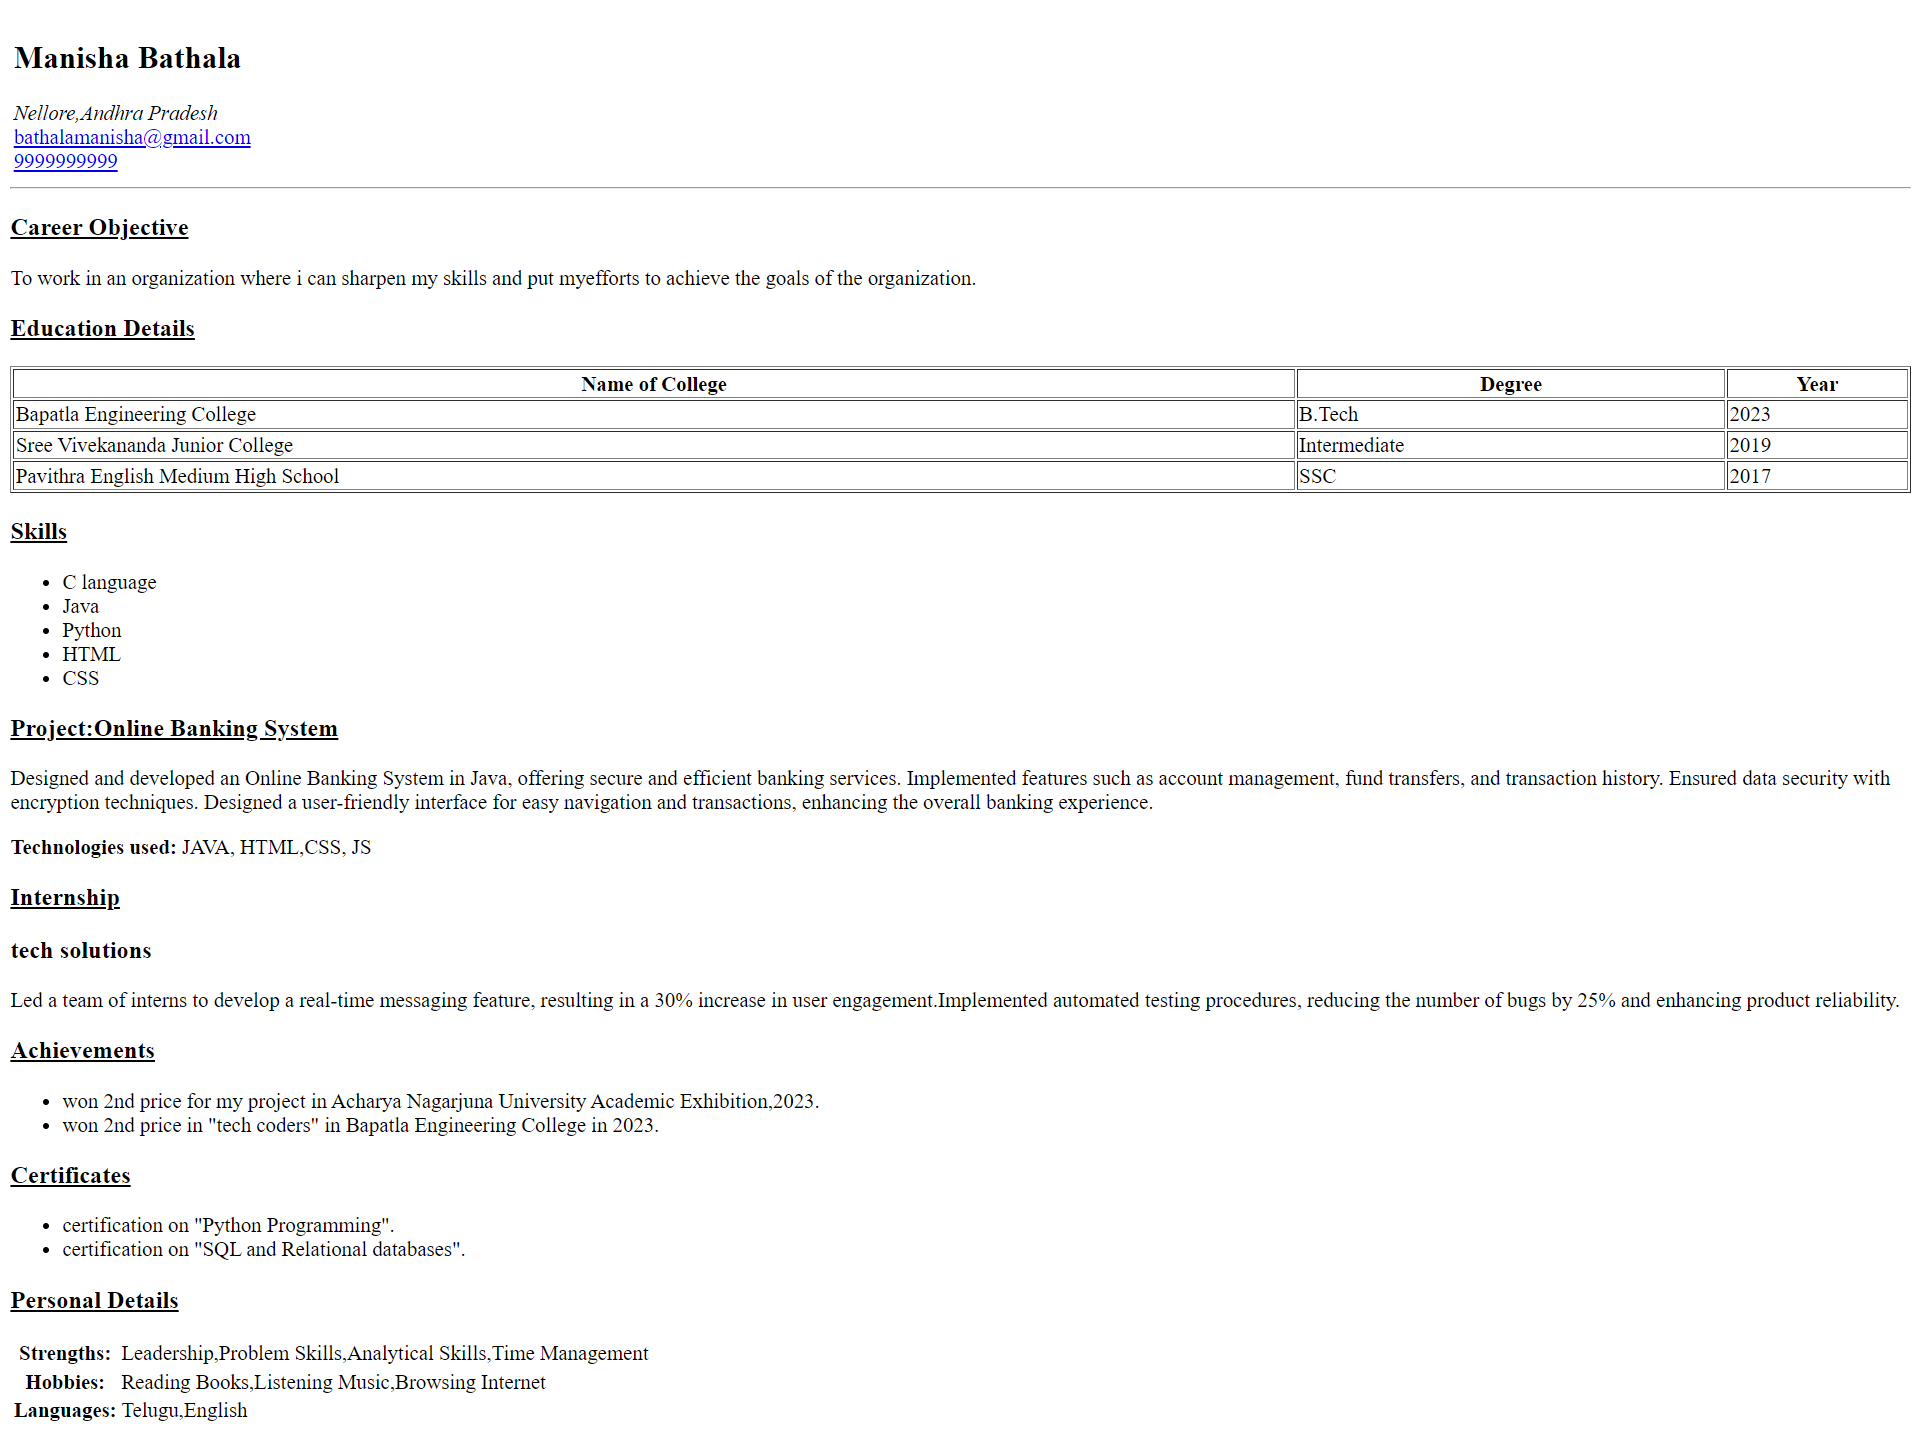 Manisha Bathala
Nellore,Andhra Pradesh
bathalamanisha@gmail.com
9999999999
Career Objective
To work in an organization where i can sharpen my skills and put myefforts to achieve the goals of the organization.
Education Details
Name of College Degree Year
Bapatla Engineering College B.Tech 2023
Sree Vivekananda Junior College Intermediate 2019
Pavithra English Medium High School SSC 2017
Skills
• C language
• Java
• Python
• HTML
• CSS
Project:Online Banking System
Designed and developed an Online Banking System in Java, offering secure and efficient banking services. Implemented features such as account management, fund transfers, and transaction history. Ensured data security with
encryption techniques. Designed a user-friendly interface for easy navigation and transactions, enhancing the overall banking experience.
Technologies used: JAVA, HTML,CSS, JS
Internship
tech solutions
Led a team of interns to develop a real-time messaging feature, resulting in a 30% increase in user engagement.Implemented automated testing procedures, reducing the number of bugs by 25% and enhancing product reliability.
Achievements
• won 2nd price for my project in Acharya Nagarjuna University Academic Exhibition,2023.
• won 2nd price in "tech coders" in Bapatla Engineering College in 2023.
Certificates
• certification on "Python Programming".
• certification on "SQL and Relational databases".
Personal Details
Strengths: Leadership,Problem Skills,Analytical Skills,Time Management
Hobbies: Reading Books,Listening Music,Browsing Internet
Languages: Telugu,English